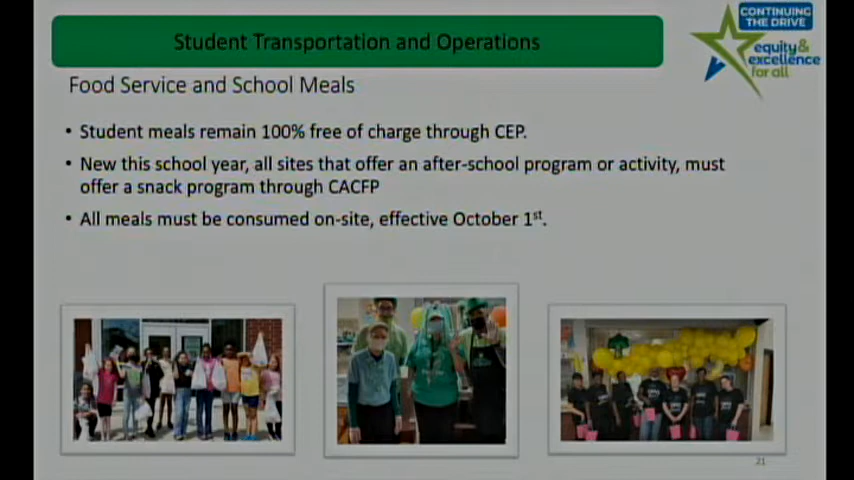 CONTINUING
THE DRIVE
Student Transportation and Operations
equity&
excellence
for all
Food Service and School Meals
• Student meals remain 100% free of charge through CEP.
• New this school year, all sites that offer an after-school program or activity, must
offer a snack program through CACFP
• All meals must be consumed on-site, effective October 1st.
21